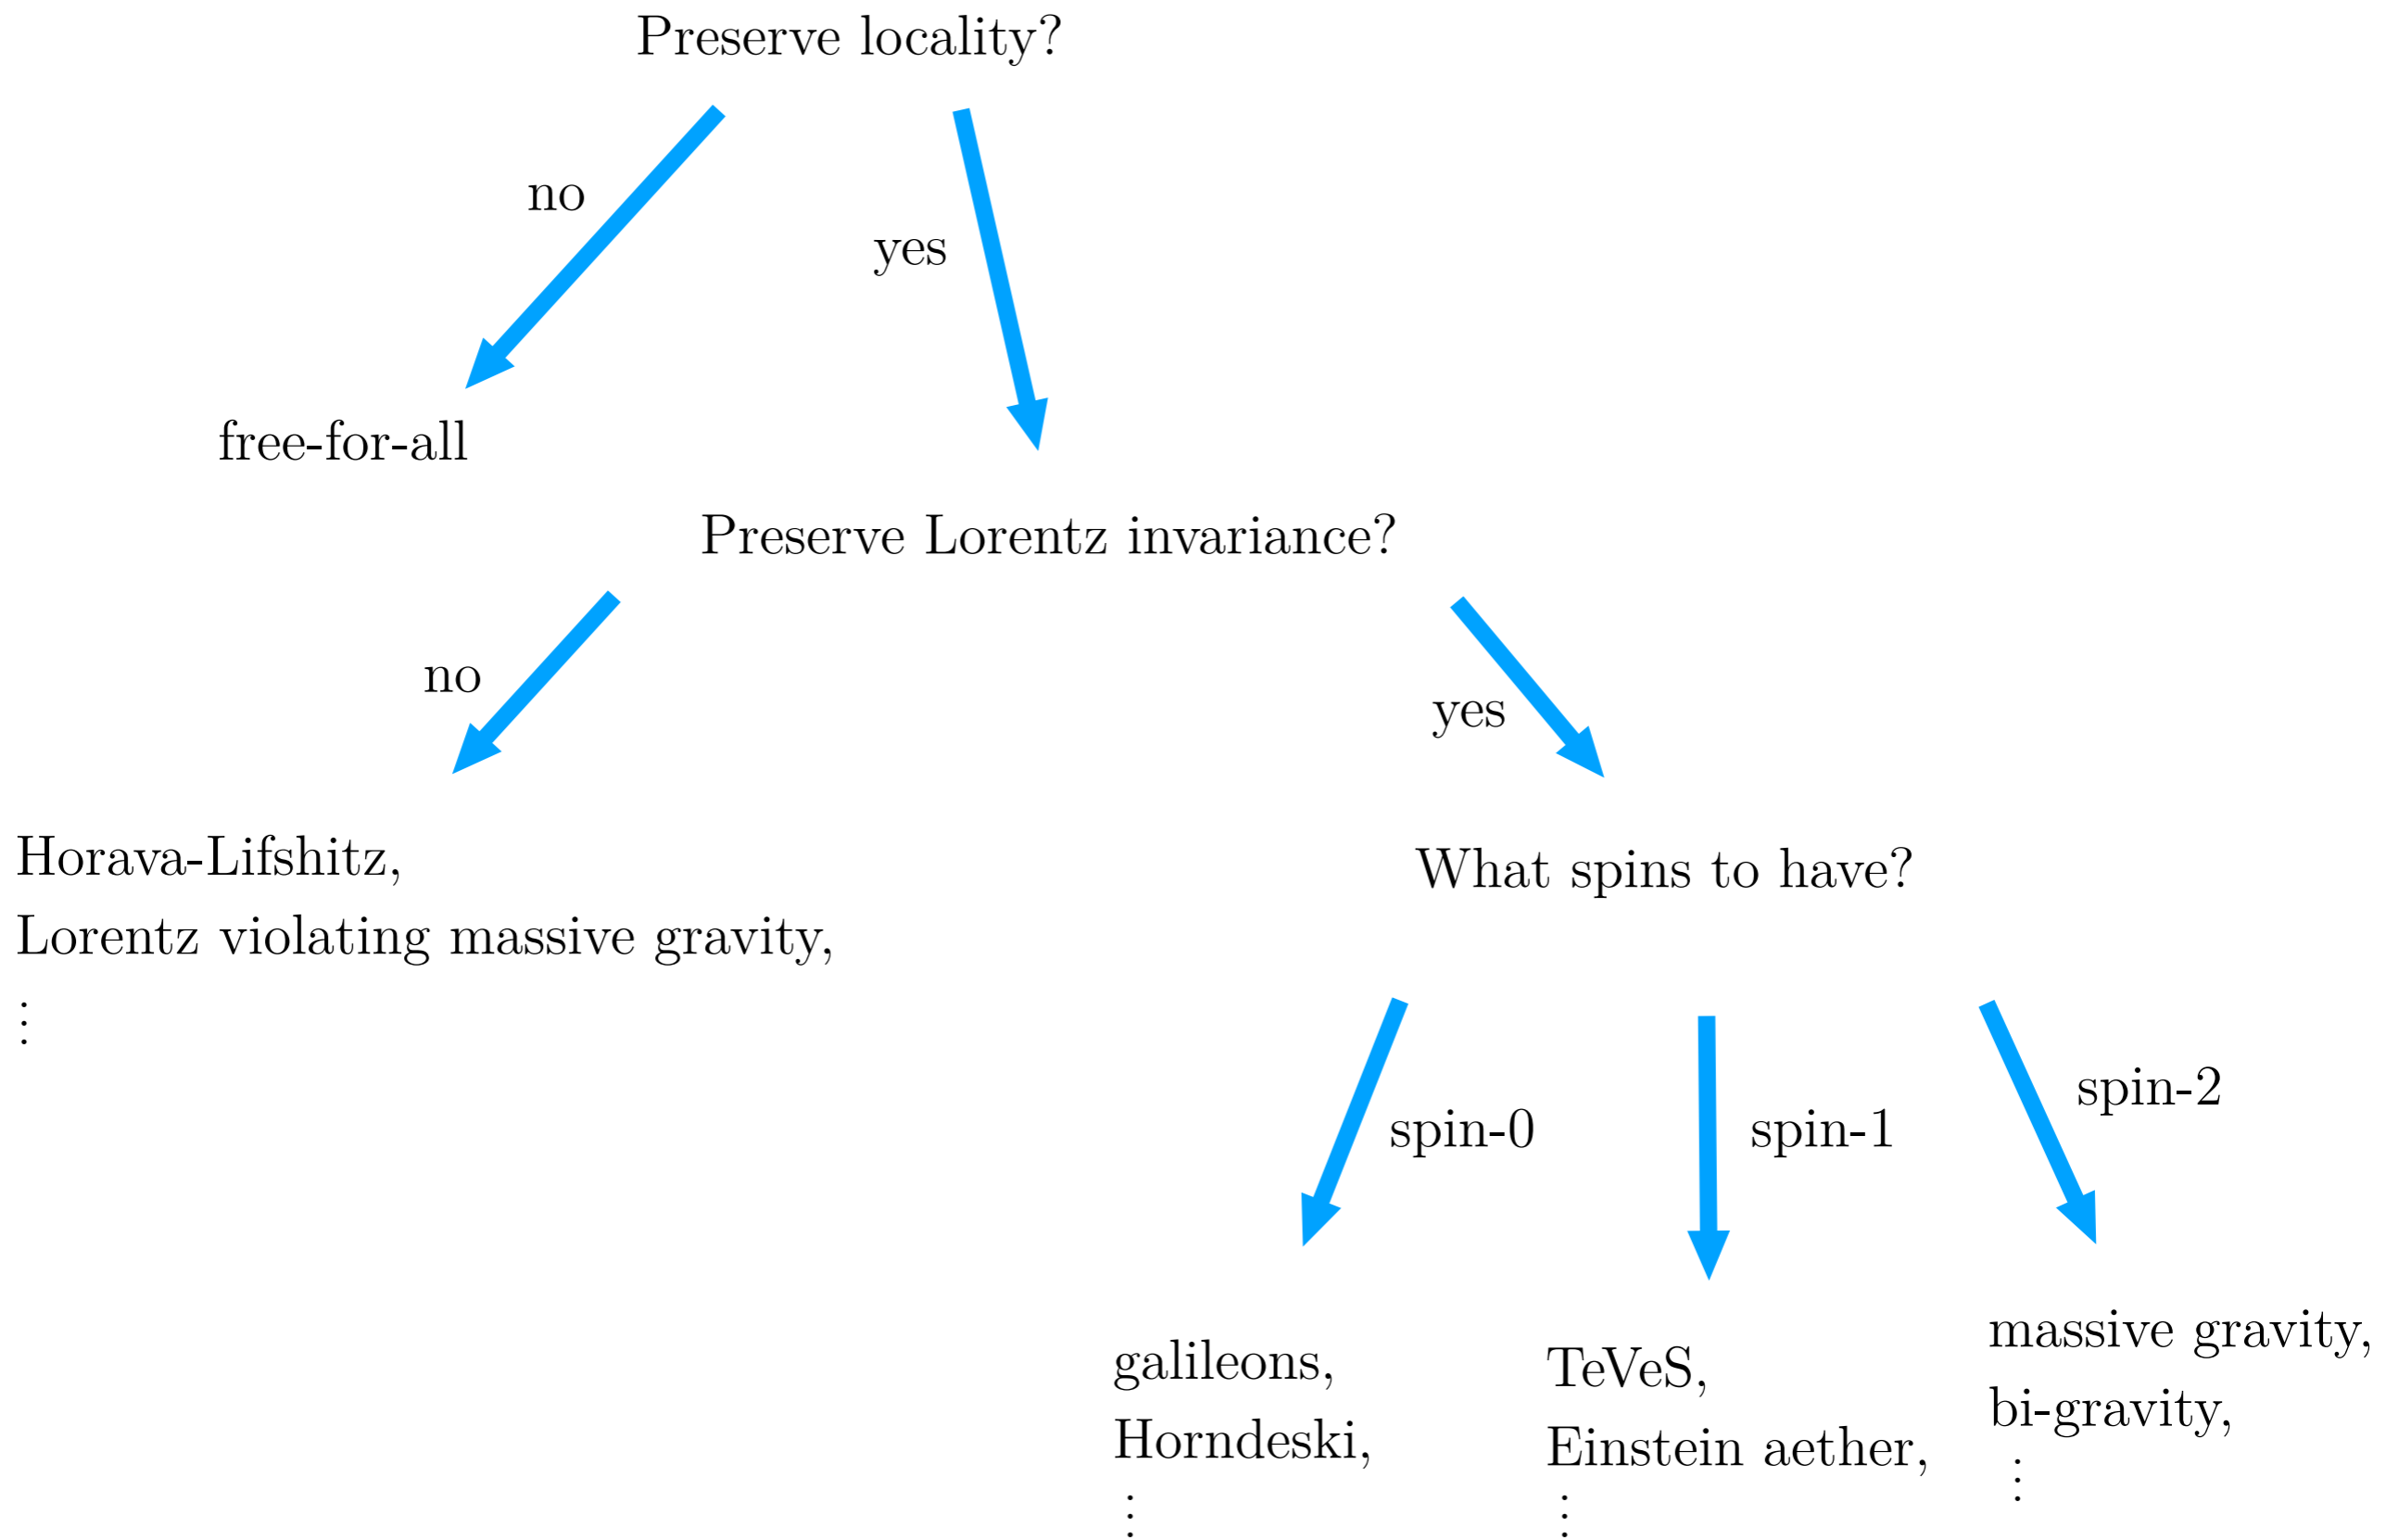 Preserve locality?
no
yes
free-for-all
Preserve Lorentz invariance?
no
yes
Horava-Lifshitz,
Lorentz violating massive gravity,
⋮
What spins to have?
spin-0
spin-1
spin-2
galileons,
Horndeski,
⋮
TeVeS,
Einstein aether,
⋮
massive gravity,
bi-gravity,
⋮